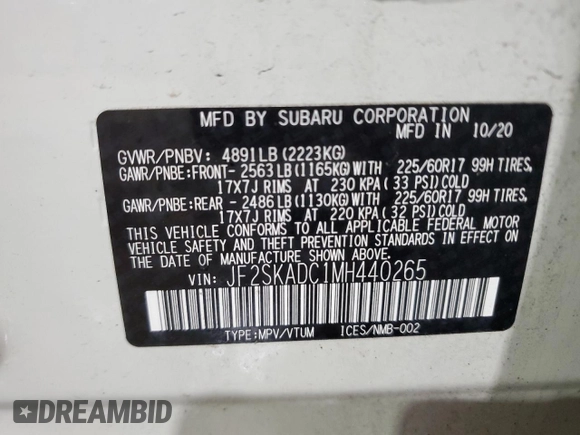 MFD BY SUBARU CORPORATION
MFD IN 10/20
GVWR/PNBV: 4891LB(2223KG)
GAWR/PNBE:FRONT- 2563LB(1165KG)WITH 225/60R17 99H TIRES,
17X7J RIMS AT 230 KPA(33 PSI)COLD
GAWR/PNBE:REAR - 2486LB(1130KG)WITH 225/60R17 99H TIRES,
17X7J RIMS AT 220 KPA(32 PSI)COLD
THIS VEHICLE CONFORMS TO ALL APPLICABLE FEDERAL MOTOR
VEHICLE SAFETY AND THEFT PREVENTION STANDARDS IN EFFECT ON THE
DATE OF MANUFACTURE SHOWN ABOVE.
VIN: JF2SKADC1MH440265
TYPE:MPV/VTUM ICES/NMB-002
DREAMBID